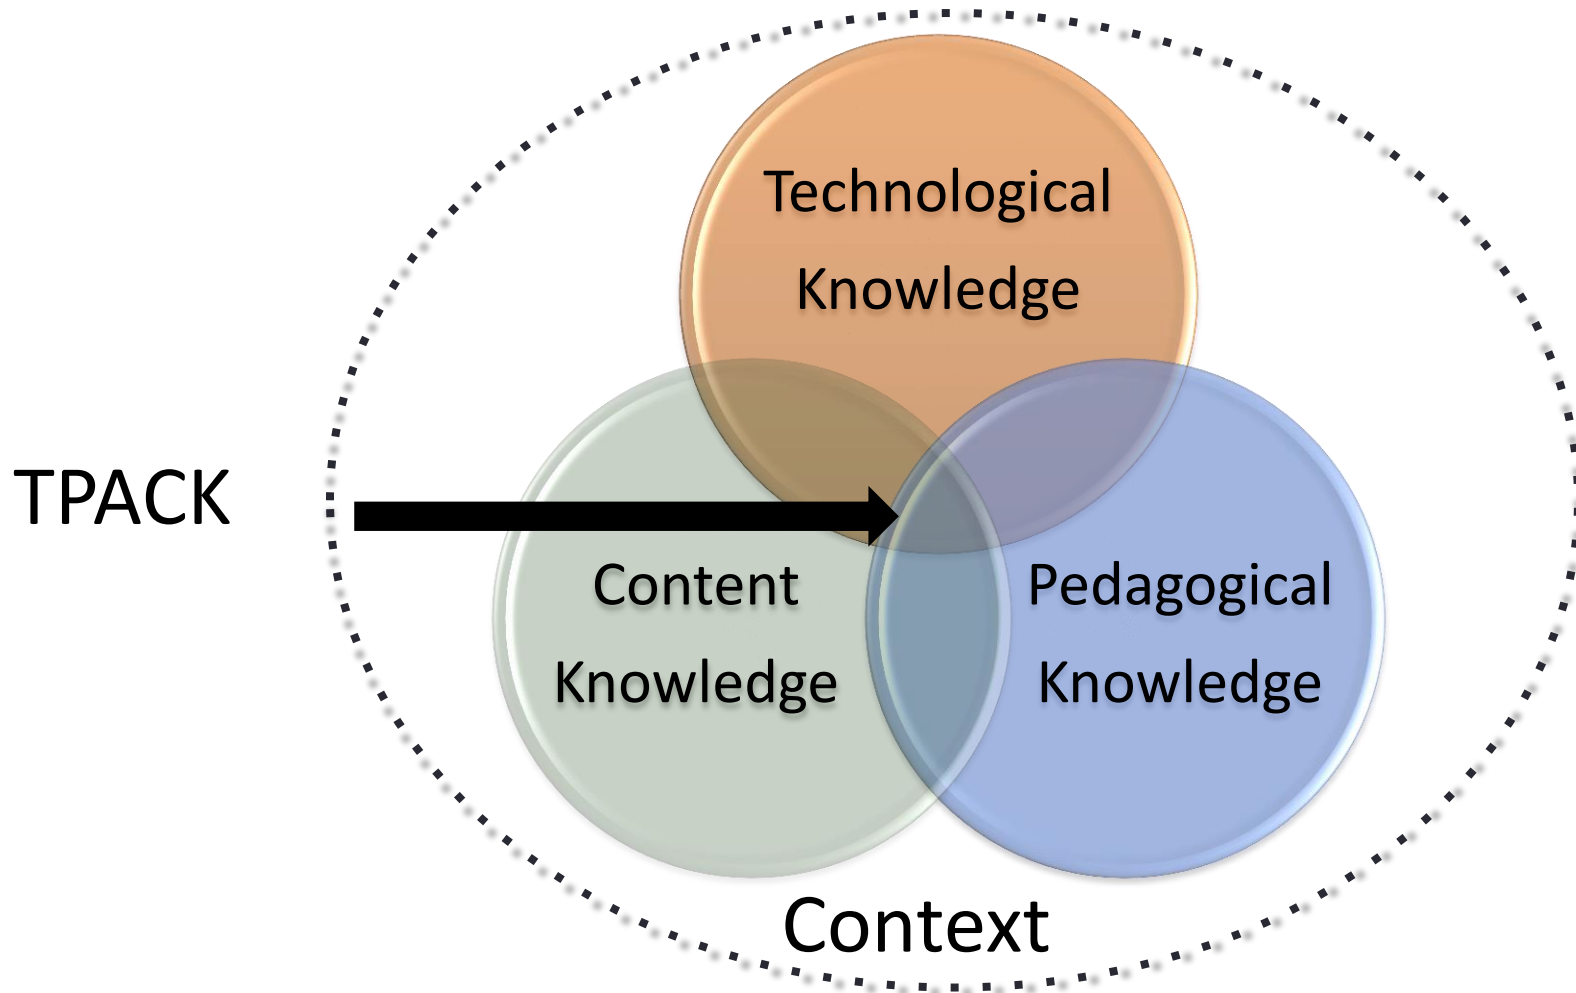 Technological
Knowledge
TPACK
Content
Knowledge
Pedagogical
Knowledge
Context